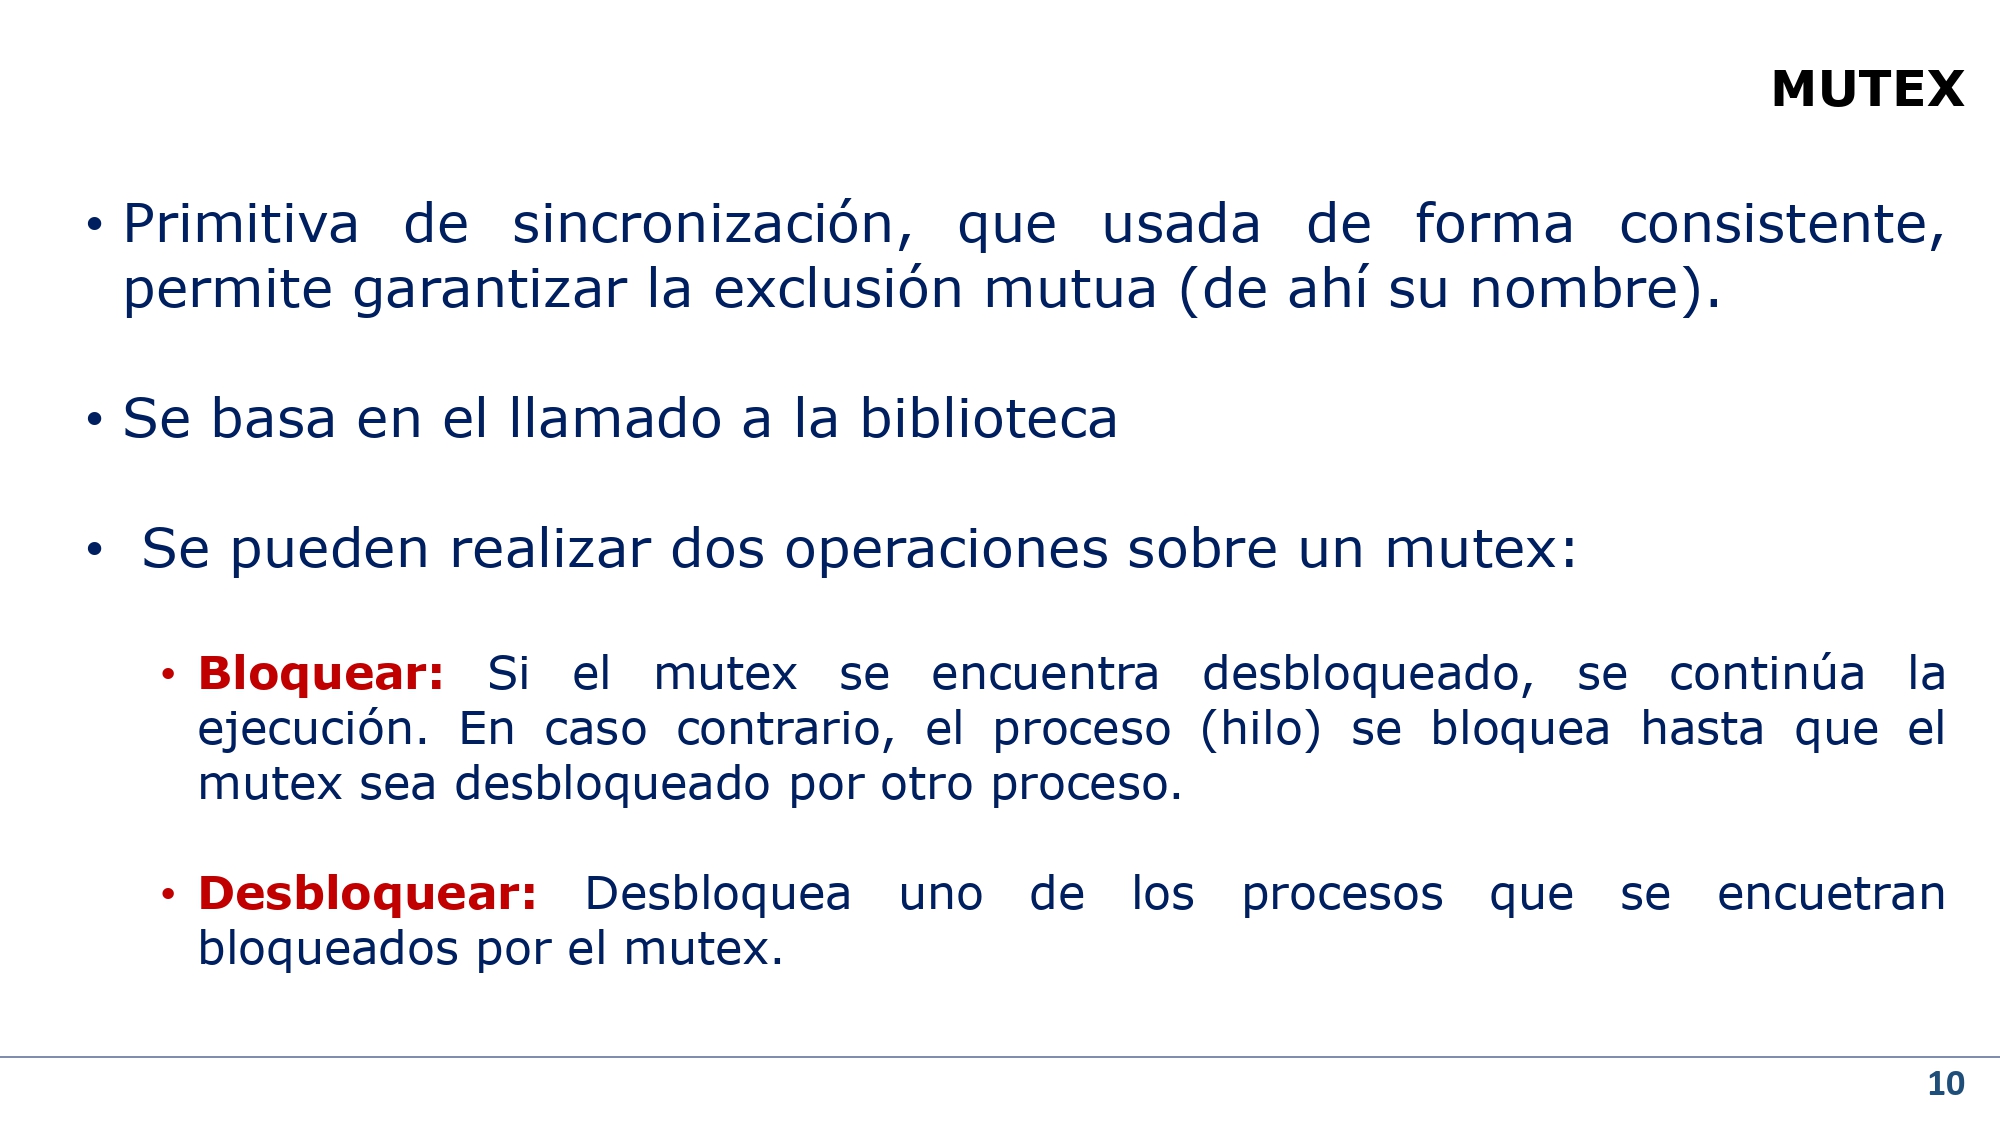 MUTEX
• Primitiva de sincronización, que usada de forma consistente,
permite garantizar la exclusión mutua (de ahí su nombre).
• Se basa en el llamado a la biblioteca
• Se pueden realizar dos operaciones sobre un mutex:
• Bloquear: Si el mutex se encuentra desbloqueado, se continúa la
ejecución. En caso contrario, el proceso (hilo) se bloquea hasta que el
mutex sea desbloqueado por otro proceso.
• Desbloquear: Desbloquea uno de los procesos que se encuetran
bloqueados por el mutex.
10